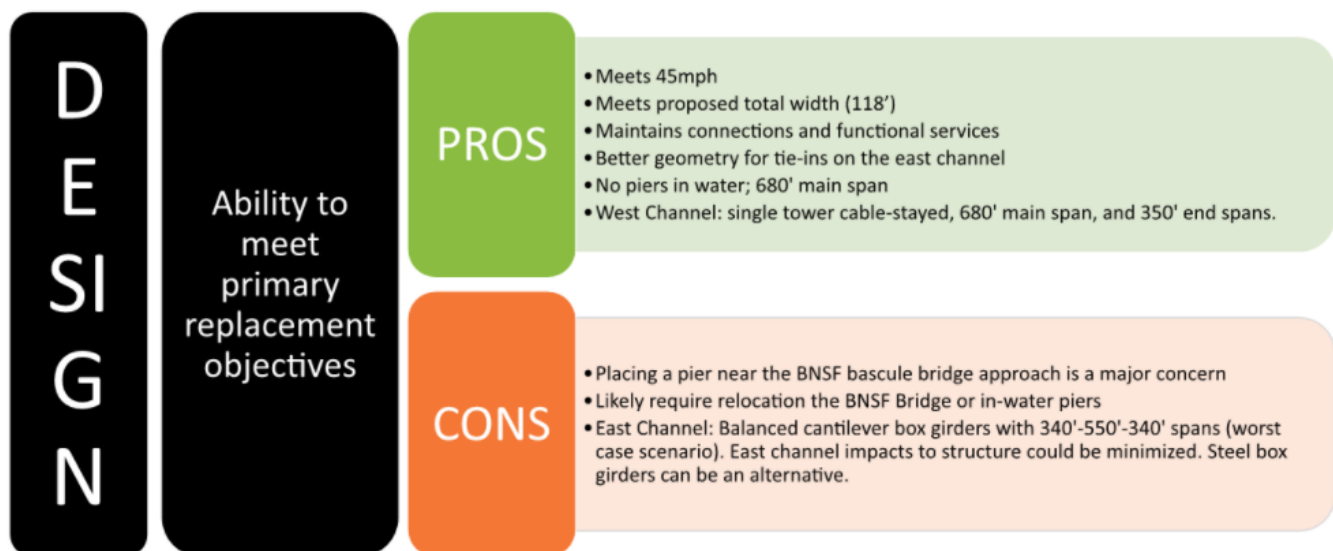 DESIGN
Ability to
meet
primary
replacement
objectives
PROS
•Meets 45mph
•Meets proposed total width (118’)
•Maintains connections and functional services
•Better geometry for tie-ins on the east channel
•No piers in water; 680' main span
•West Channel: single tower cable-stayed, 680' main span, and 350' end spans.
CONS
•Placing a pier near the BNSF bascule bridge approach is a major concern
•Likely require relocation the BNSF Bridge or in-water piers
•East Channel: Balanced cantilever box girders with 340'-550'-340' spans (worst
case scenario). East channel impacts to structure could be minimized. Steel box
girders can be an alternative.